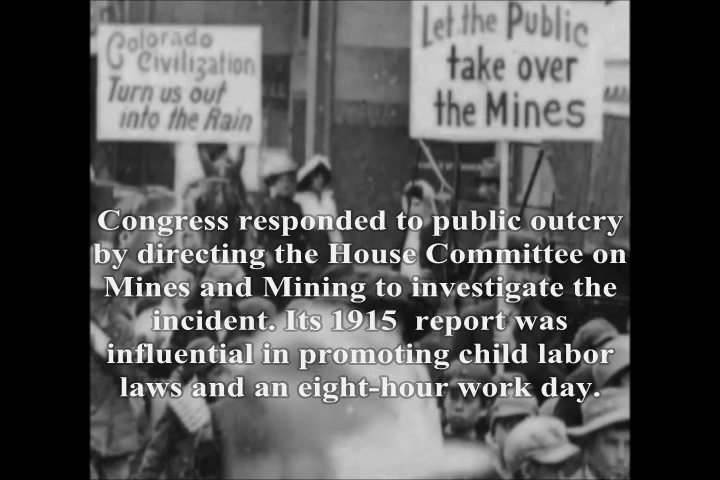 Colorado
Civilization
Turn us out
into the Rain
Let the Public
take over
the Mines
Congress responded to public outcry
by directing the House Committee on
Mines and Mining to investigate the
incident. Its 1915 report was
influential in promoting child labor
laws and an eight-hour work day.